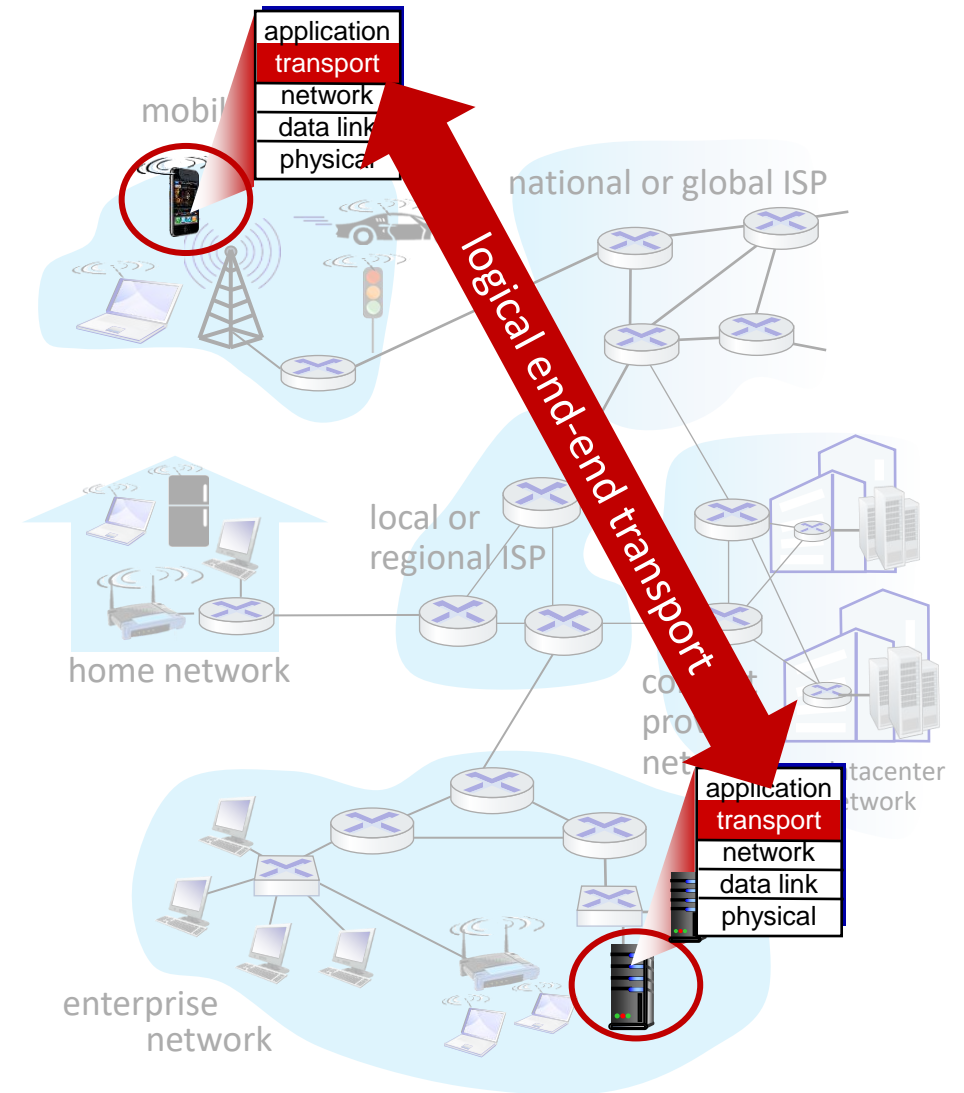 application
transport
network
data link
physical
national or global ISP
logical end-end transport
local or
regional ISP
home network
application
transport
network
data link
physical
enterprise
network